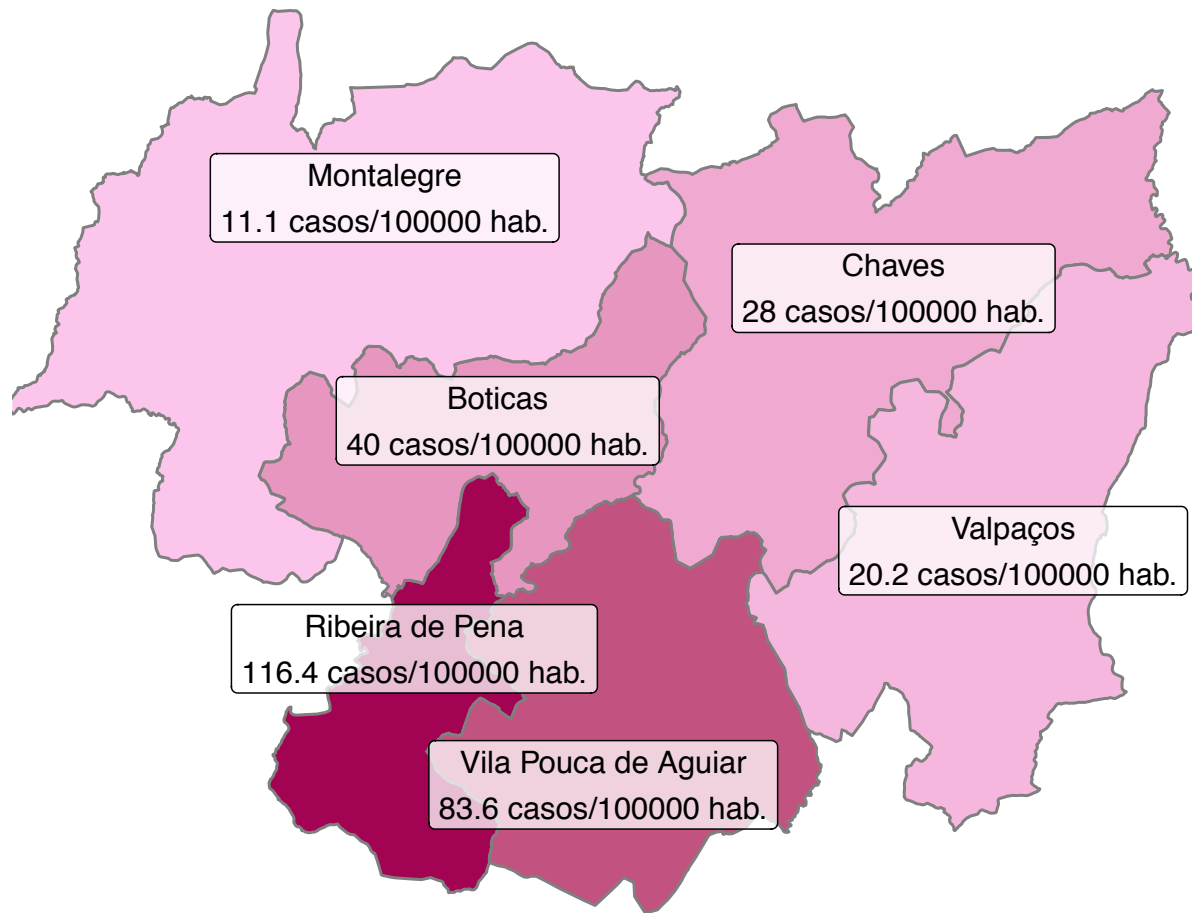 Montalegre
11.1 casos/100000 hab.
Chaves
28 casos/100000 hab.
Boticas
40 casos/100000 hab.
Valpaços
20.2 casos/100000 hab.
Ribeira de Pena
116.4 casos/100000 hab.
Vila Pouca de Aguiar
83.6 casos/100000 hab.